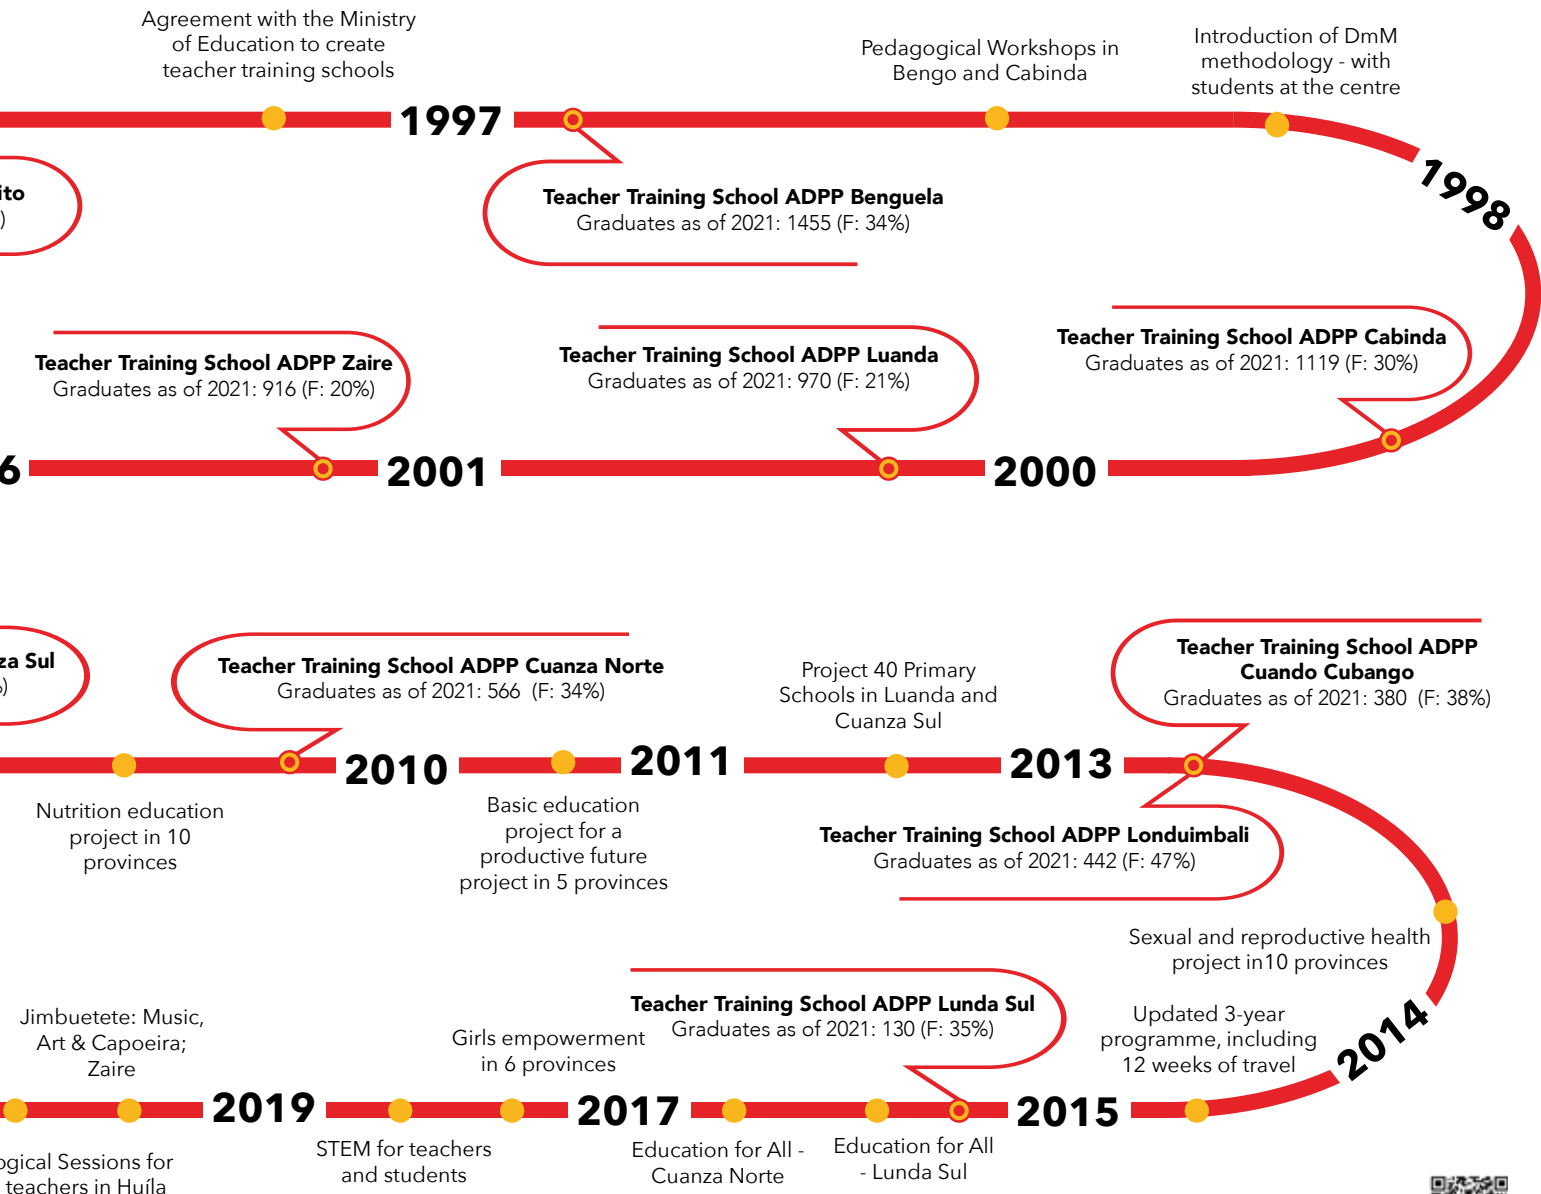 Agreement with the Ministry
of Education to create
teacher training schools
Pedagogical Workshops in
Bengo and Cabinda
Introduction of DmM
methodology - with
students at the centre
1997
1998
ito
)
Teacher Training School ADPP Benguela
Graduates as of 2021: 1455 (F: 34%)
Teacher Training School ADPP Zaire
Graduates as of 2021: 916 (F: 20%)
Teacher Training School ADPP Luanda
Graduates as of 2021: 970 (F: 21%)
Teacher Training School ADPP Cabinda
Graduates as of 2021: 1119 (F: 30%)
6
2001
2000
za Sul
)
Teacher Training School ADPP Cuanza Norte
Graduates as of 2021: 566 (F: 34%)
Project 40 Primary
Schools in Luanda and
Cuanza Sul
Teacher Training School ADPP
Cuando Cubango
Graduates as of 2021: 380 (F: 38%)
2010
2011
2013
Nutrition education
project in 10
provinces
Basic education
project for a
productive future
project in 5 provinces
Teacher Training School ADPP Londuimbali
Graduates as of 2021: 442 (F: 47%)
Sexual and reproductive health
project in10 provinces
2014
Jimbuetete: Music,
Art & Capoeira;
Zaire
Girls empowerment
in 6 provinces
Teacher Training School ADPP Lunda Sul
Graduates as of 2021: 130 (F: 35%)
Updated 3-year
programme, including
12 weeks of travel
2019
2017
2015
ogical Sessions for
teachers in Huíla
STEM for teachers
and students
Education for All -
Cuanza Norte
Education for All
- Lunda Sul